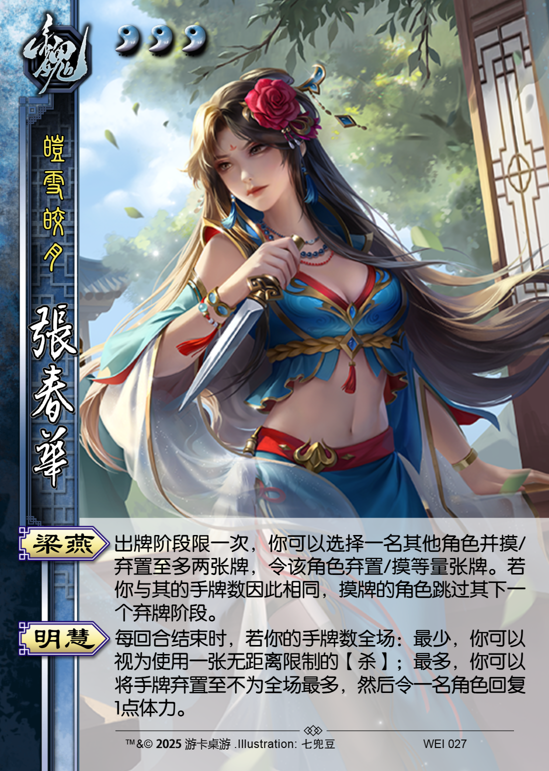 魏
皚雪皎月
張春華
梁燕
出牌阶段限一次，你可以选择一名其他角色并摸/
弃置至多两张牌，令该角色弃置/摸等量张牌。若
你与其的手牌数因此相同，摸牌的角色跳过其下一
个弃牌阶段。
明慧
每回合结束时，若你的手牌数全场：最少，你可以
视为使用一张无距离限制的【杀】；最多，你可以
将手牌弃置至不为全场最多，然后令一名角色回复
1点体力。
™&© 2025 游卡桌游 .Illustration: 七兜豆
WEI 027